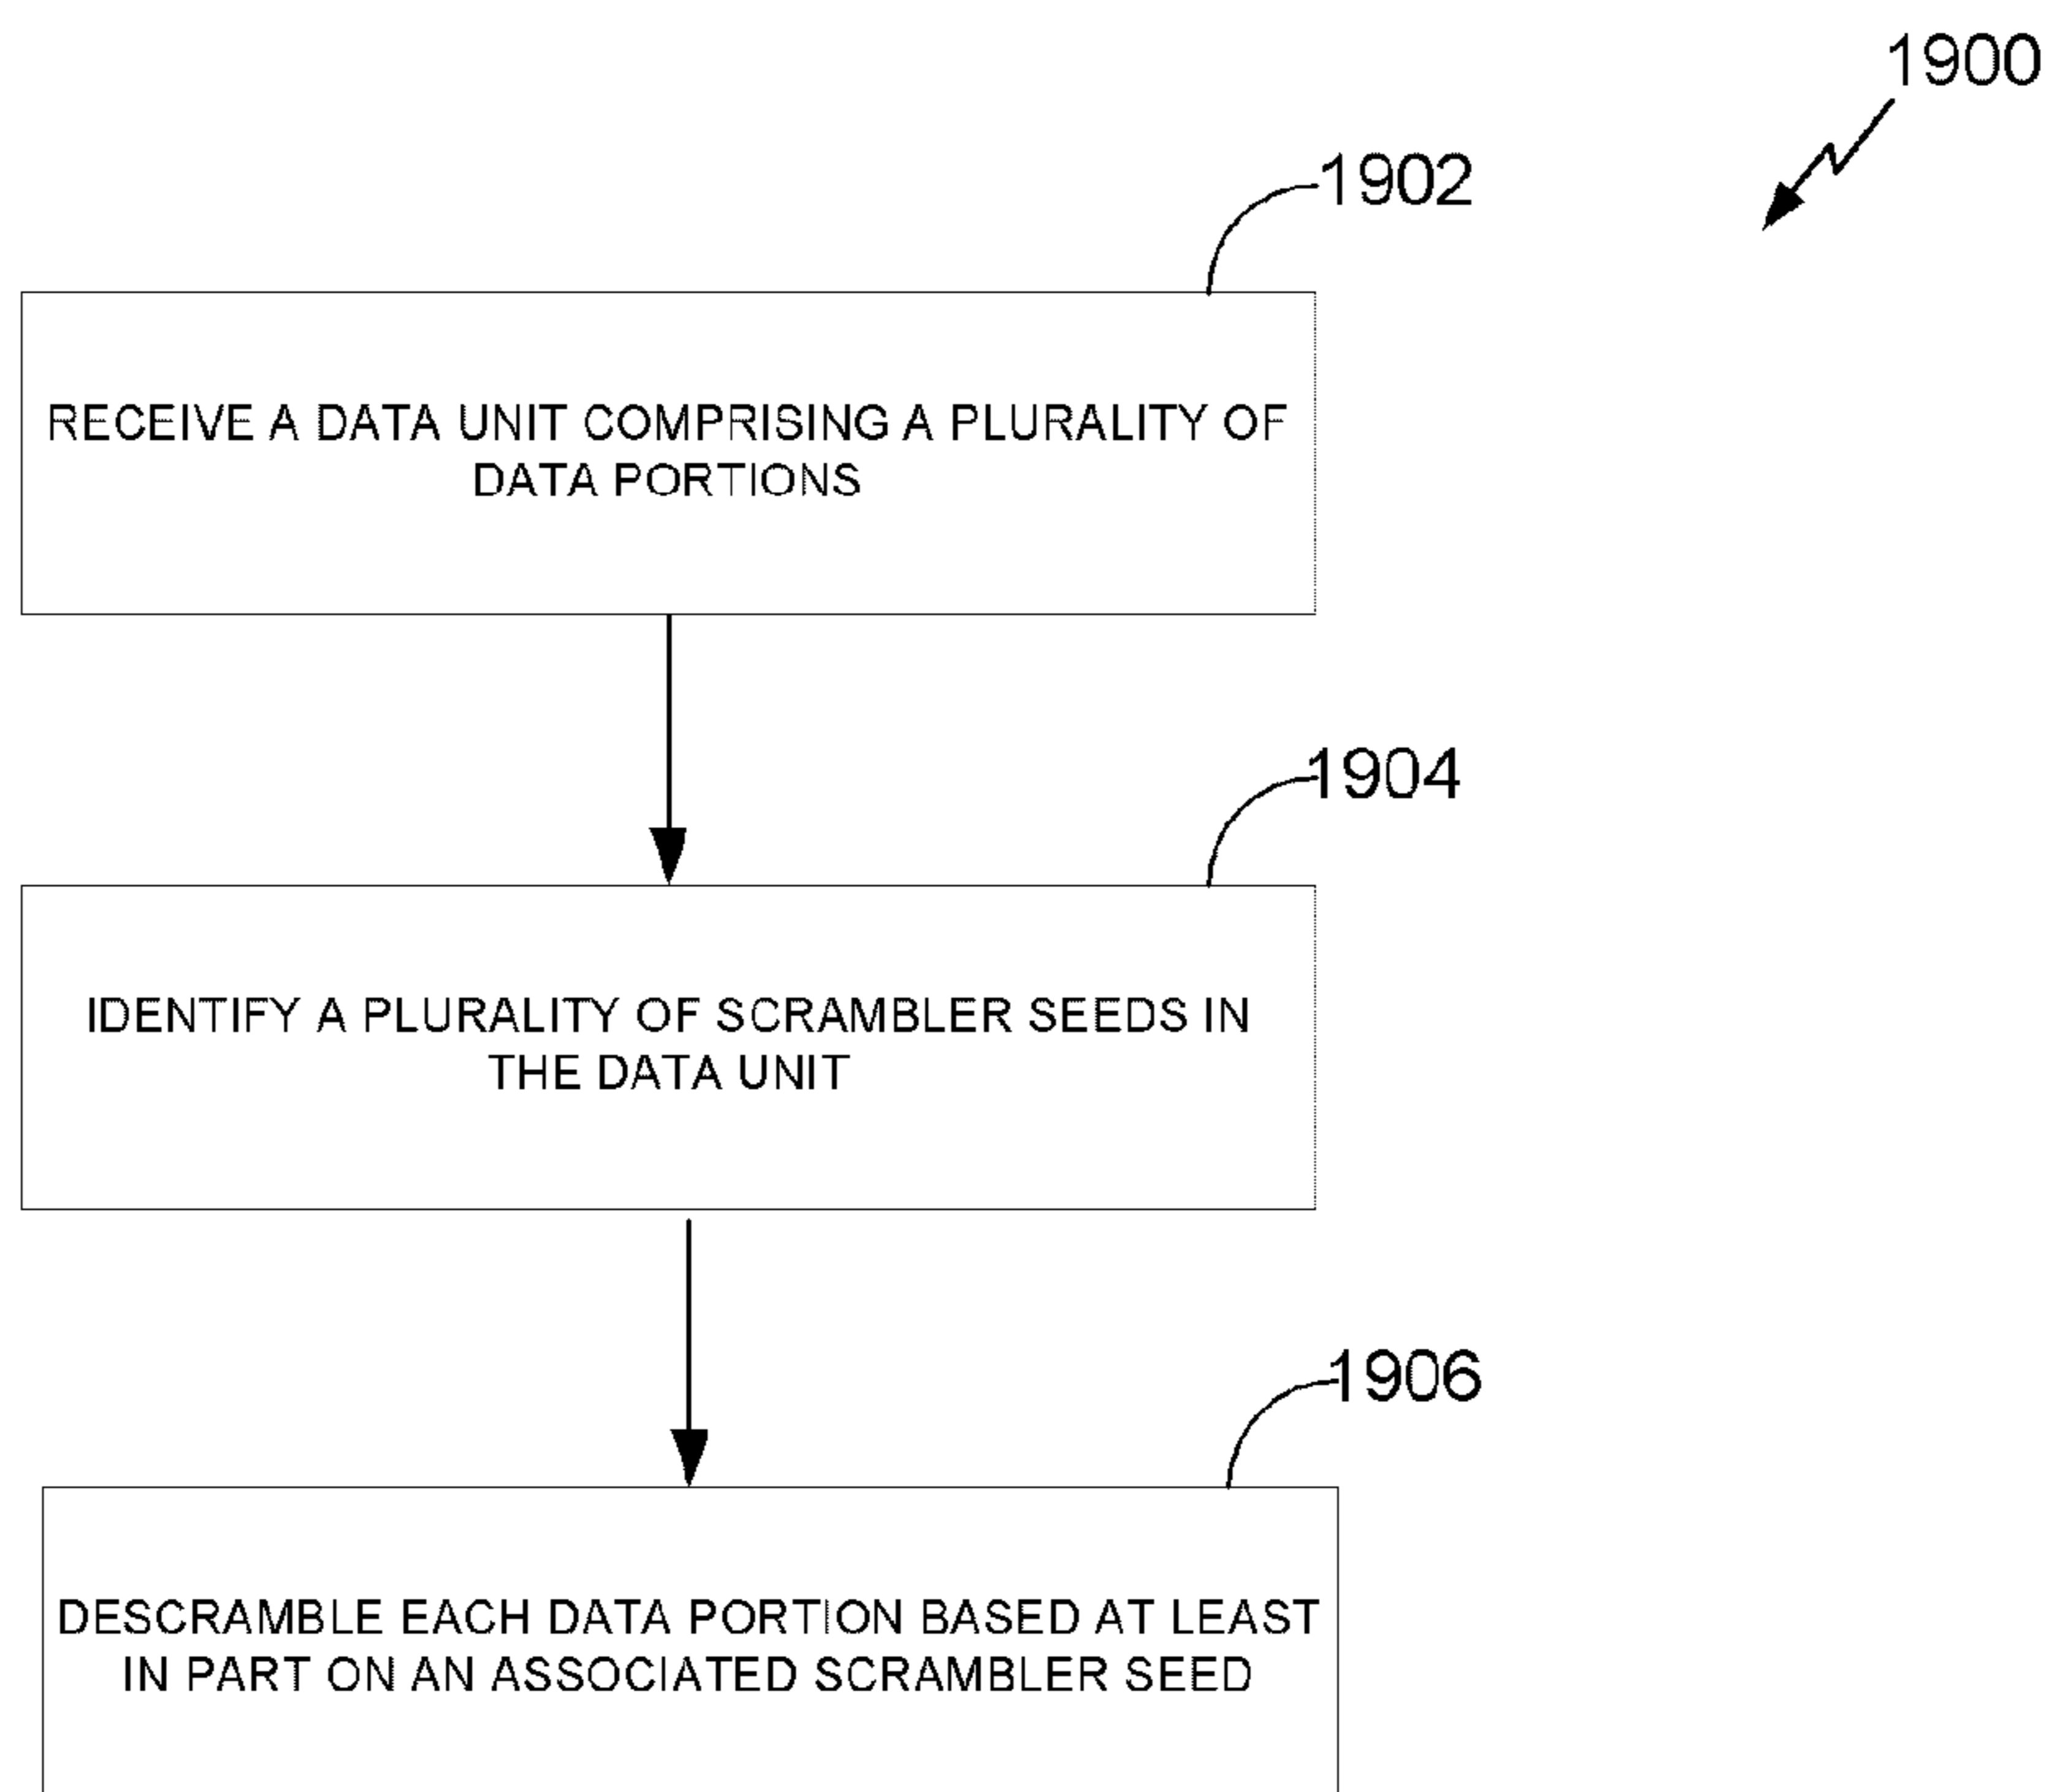 1900
1902
RECEIVE A DATA UNIT COMPRISING A PLURALITY OF
DATA PORTIONS
1904
IDENTIFY A PLURALITY OF SCRAMBLER SEEDS IN
THE DATA UNIT
1906
DESCRAMBLE EACH DATA PORTION BASED AT LEAST
IN PART ON AN ASSOCIATED SCRAMBLER SEED